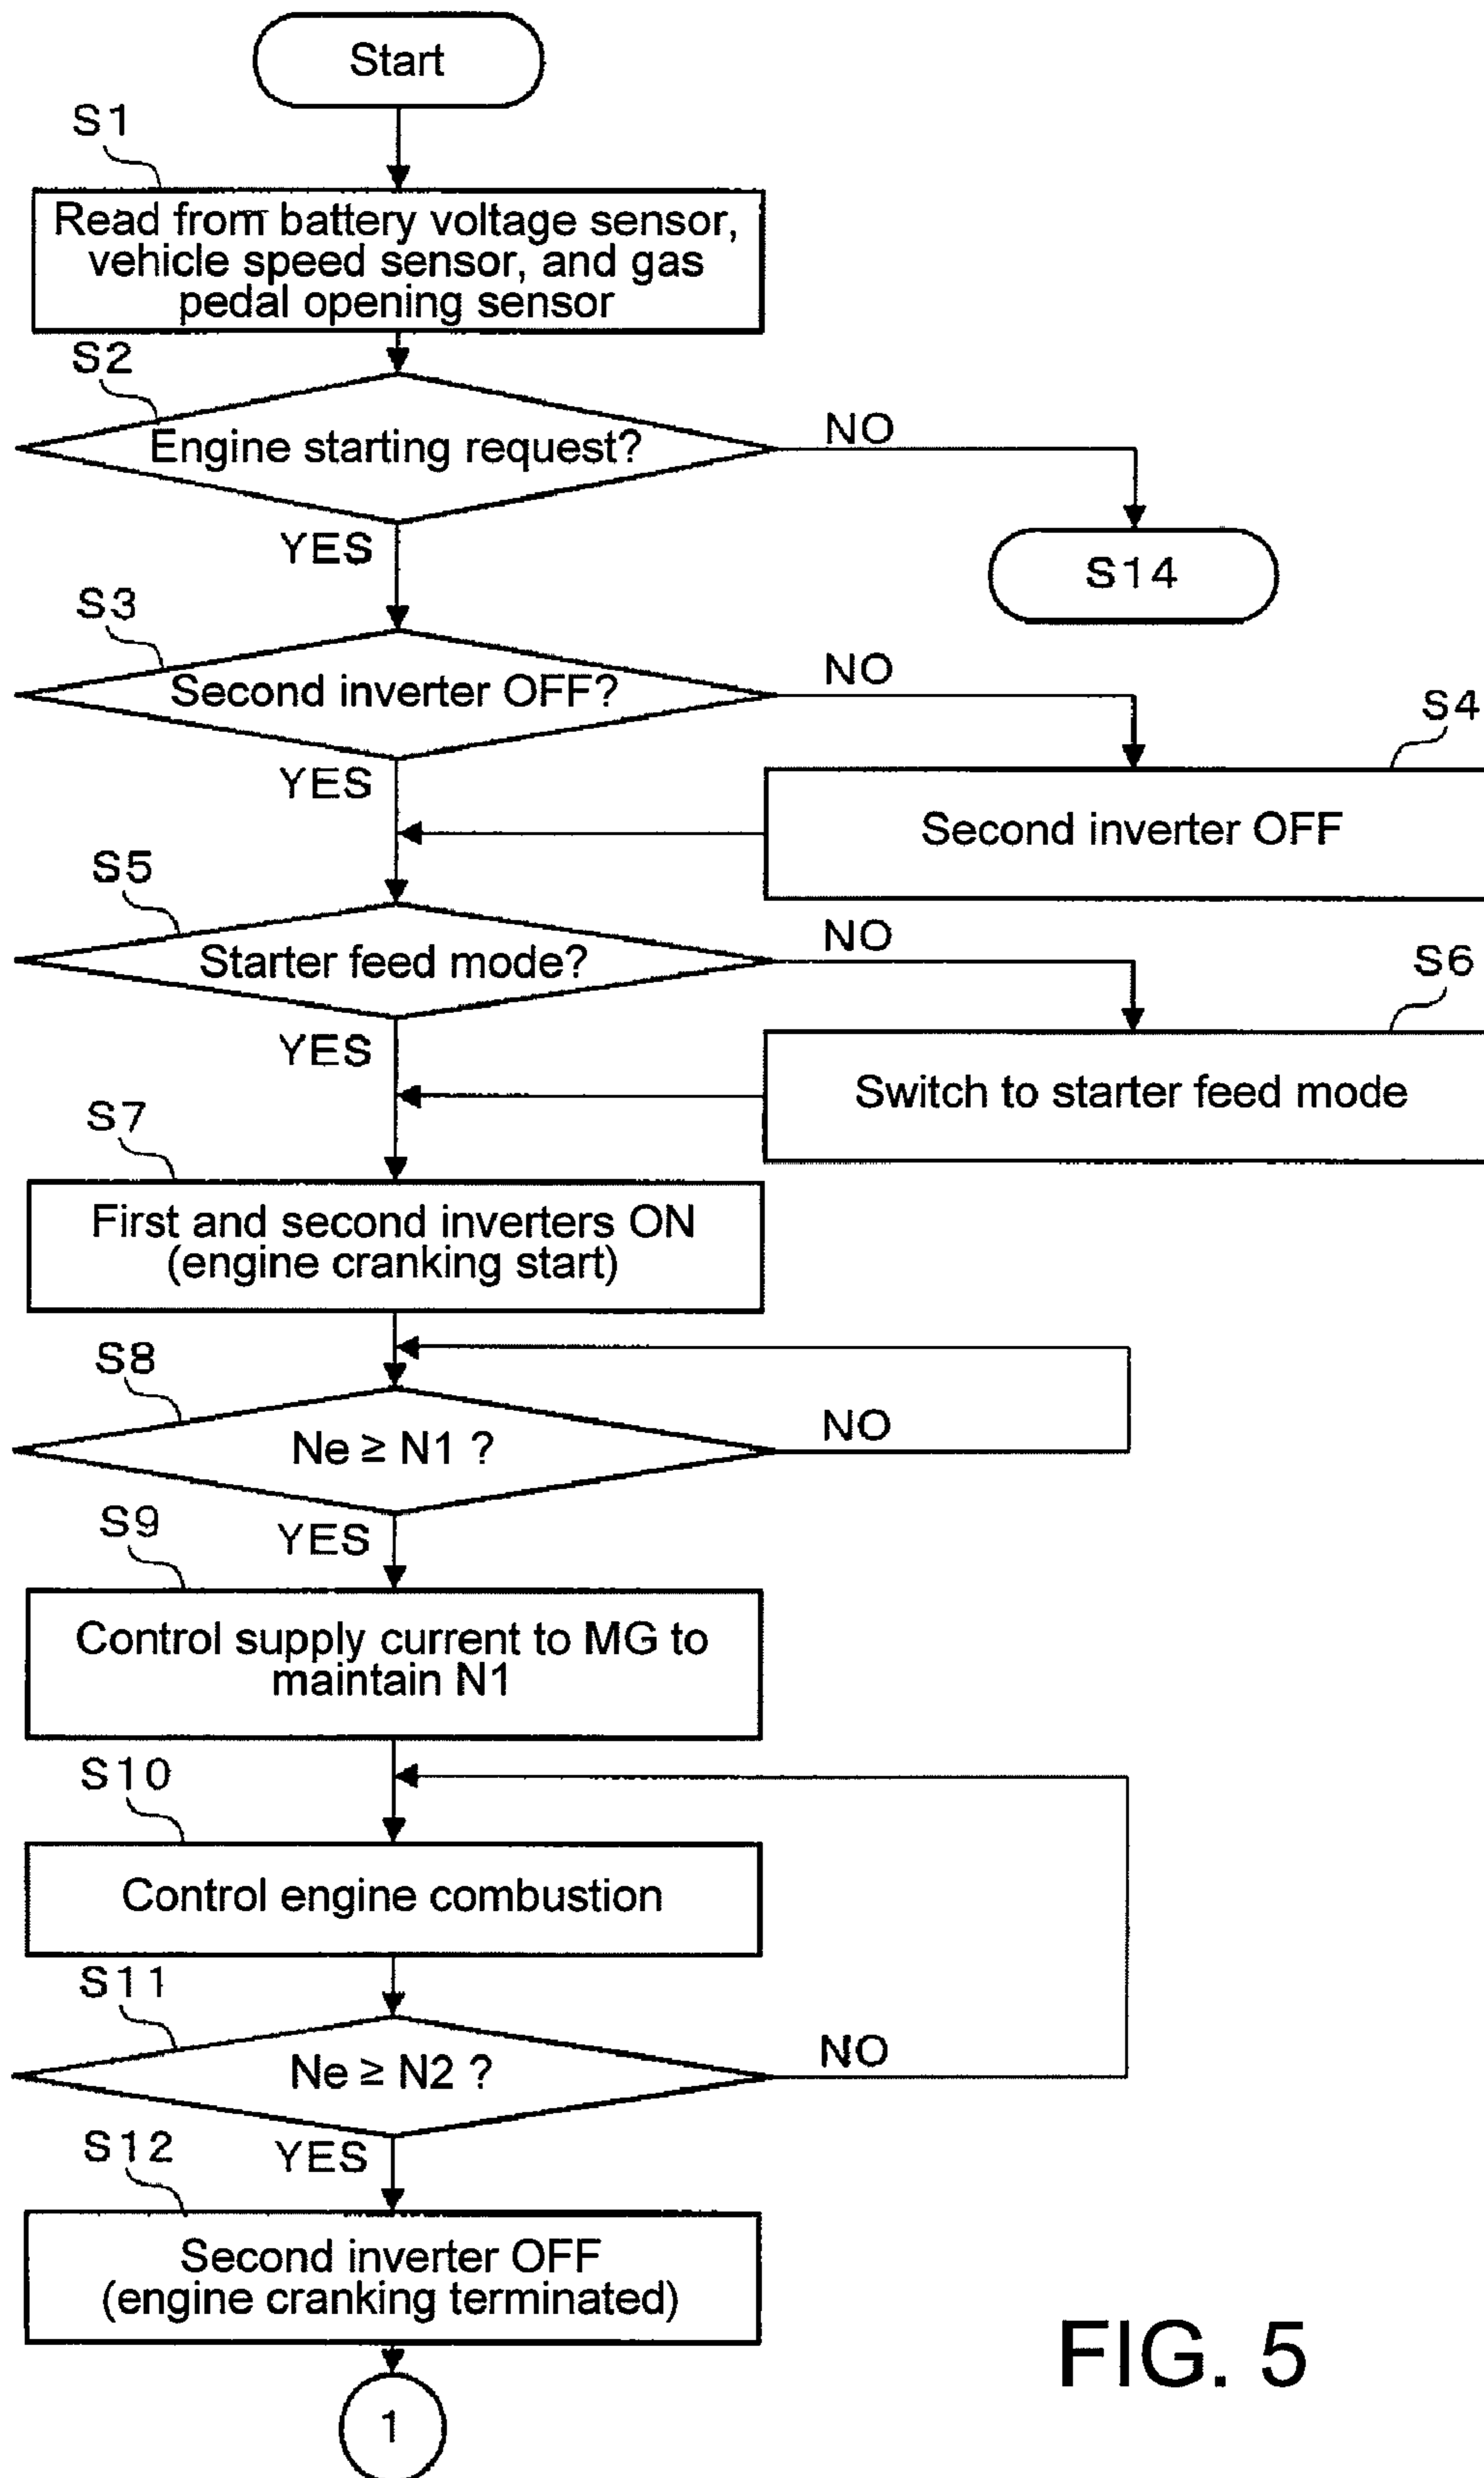 Start
S1
Read from battery voltage sensor,
vehicle speed sensor, and gas
pedal opening sensor
S2
Engine starting request?
NO
YES
S14
S3
Second inverter OFF?
NO
YES
S4
Second inverter OFF
S5
Starter feed mode?
NO
YES
S6
Switch to starter feed mode
S7
First and second inverters ON
(engine cranking start)
S8
Ne ≥ N1 ?
NO
YES
S9
Control supply current to MG to
maintain N1
S10
Control engine combustion
S11
Ne ≥ N2 ?
NO
YES
S12
Second inverter OFF
(engine cranking terminated)
1
FIG. 5